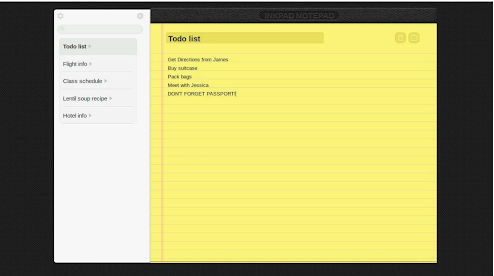 INKPAD NOTEPAD
Todo list
Flight info
Class schedule
Lentil soup recipe
Hotel info
Todo list
Get Directions from James
Buy suitcase
Pack bags
Meet with Jessica
DON'T FORGET PASSPORT!